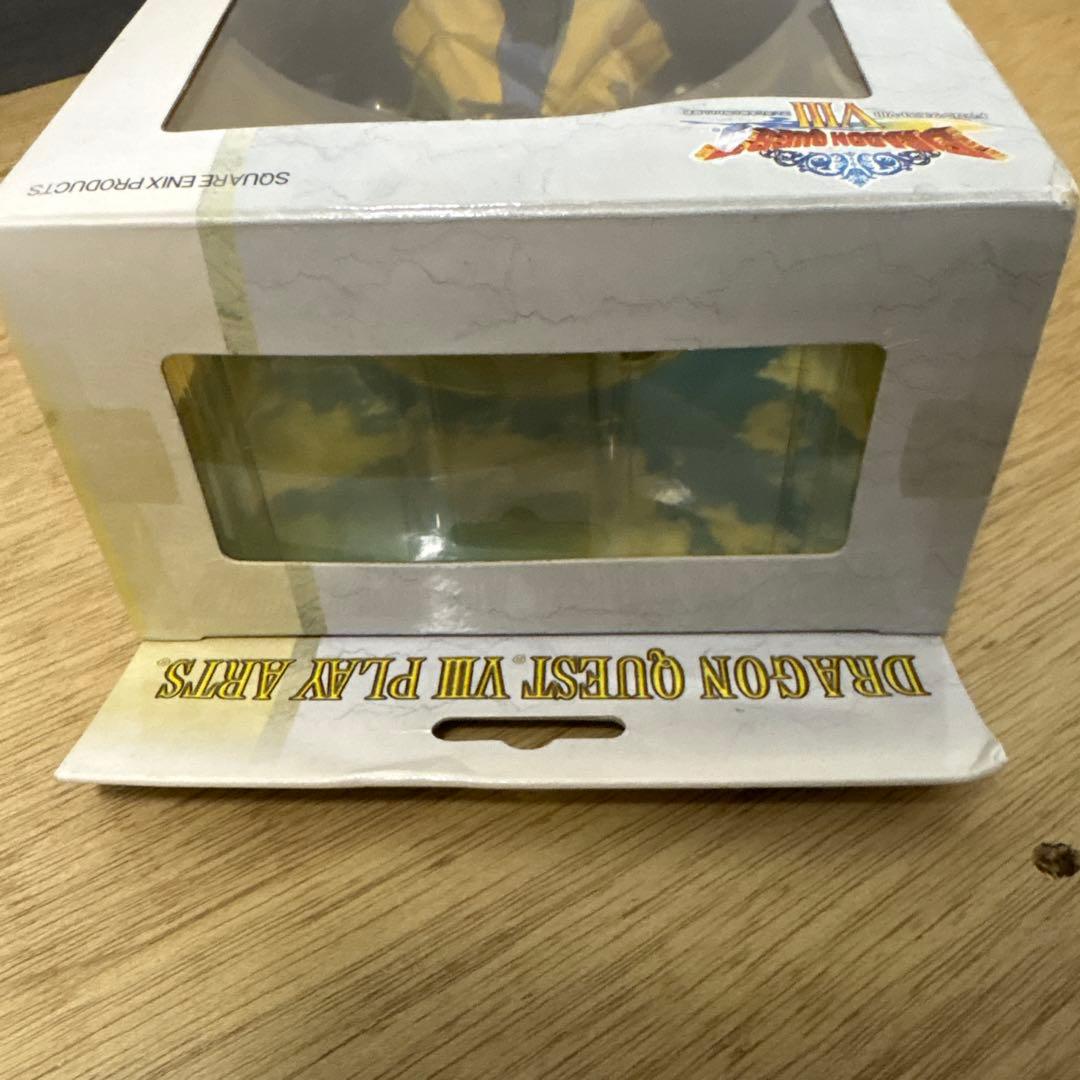 DRAGON QUEST® VIII PLAY ARTS®
DRAGON QUEST
VIII
SQUARE ENIX PRODUCTS